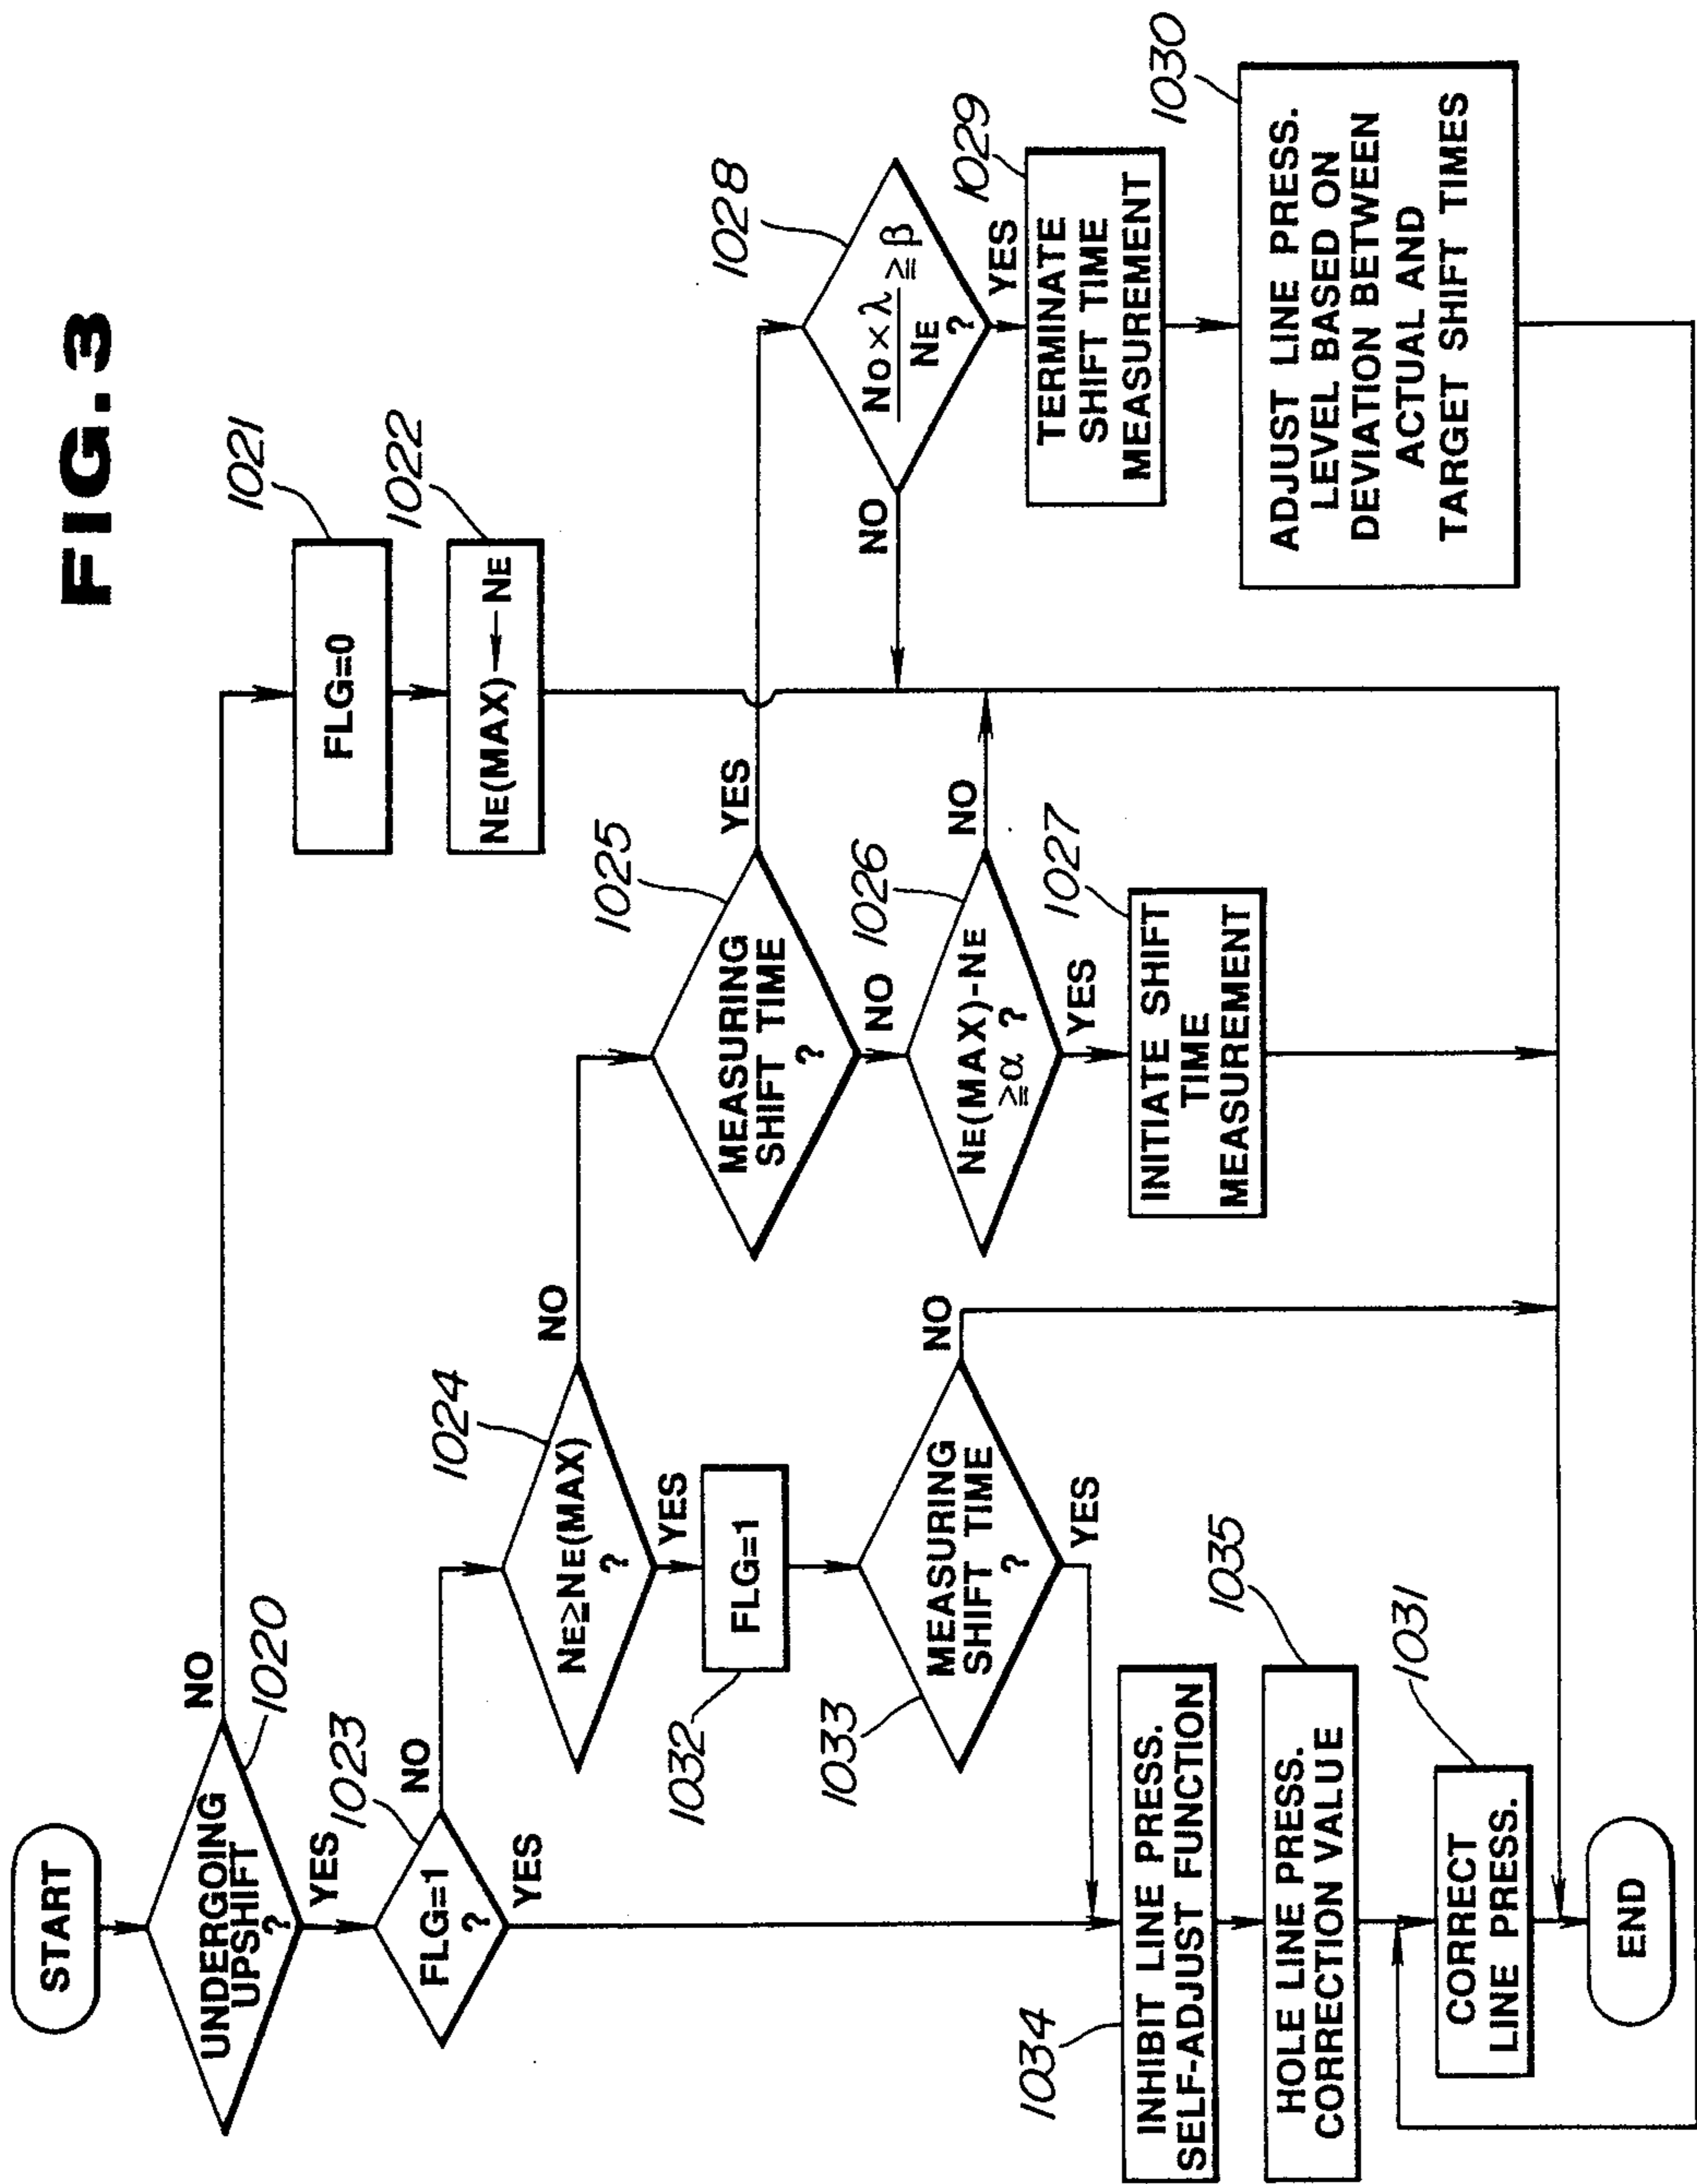 FIG.3
START
UNDERGOING
UPSHIFT
?
1020
NO
YES
FLG=0
1021
NE(MAX)←NE
1022
FLG=1
?
1023
NO
YES
NE≥NE(MAX)
?
1024
NO
YES
MEASURING
SHIFT TIME
?
1025
YES
NO
NE(MAX)-NE
≧α ?
1026
NO
YES
INITIATE SHIFT
TIME
MEASUREMENT
1027
No×λ
NE
≧β
?
1028
NO
YES
TERMINATE
SHIFT TIME
MEASUREMENT
1029
ADJUST LINE PRESS.
LEVEL BASED ON
DEVIATION BETWEEN
ACTUAL AND
TARGET SHIFT TIMES
1030
FLG=1
1032
MEASURING
SHIFT TIME
?
1033
NO
YES
INHIBIT LINE PRESS.
SELF-ADJUST FUNCTION
1034
HOLE LINE PRESS.
CORRECTION VALUE
1035
CORRECT
LINE PRESS.
1031
END